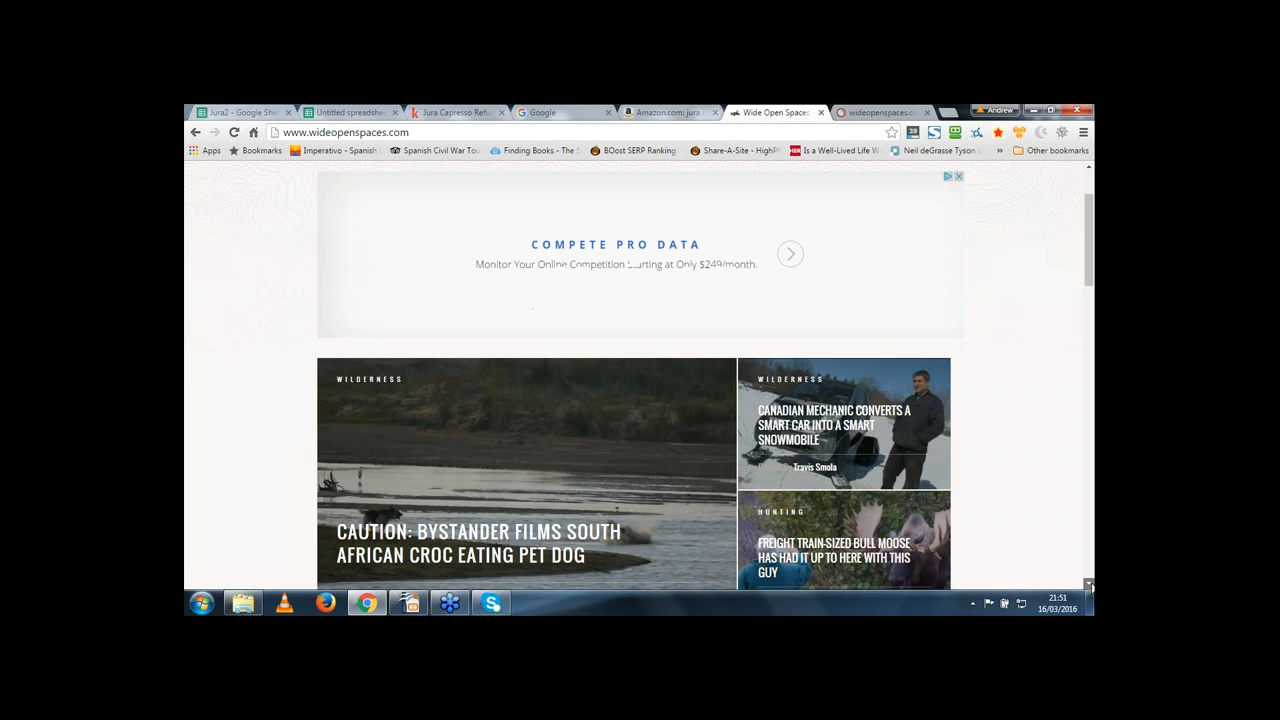 Jura2 - Google She
Untitled spreadshee
Jura Capresso Refu
Google
Amazon.com: jura
Wide Open Spaces
wideopenspaces.co
Andrew
www.wideopenspaces.com
Apps
Bookmarks
Imperativo - Spanish
Spanish Civil War Tou
Finding Books - The S
BOost SERP Ranking
Share-A-Site - HighP
Is a Well-Lived Life W
Neil deGrasse Tyson
»
Other bookmarks
COMPETE PRO DATA
Monitor Your Online Competition Starting at Only $249/month.
WILDERNESS
CAUTION: BYSTANDER FILMS SOUTH
AFRICAN CROC EATING PET DOG
WILDERNESS
CANADIAN MECHANIC CONVERTS A
SMART CAR INTO A SMART
SNOWMOBILE
Travis Smola
HUNTING
FREIGHT TRAIN-SIZED BULL MOOSE
HAS HAD IT UP TO HERE WITH THIS
GUY
21:51
16/03/2016